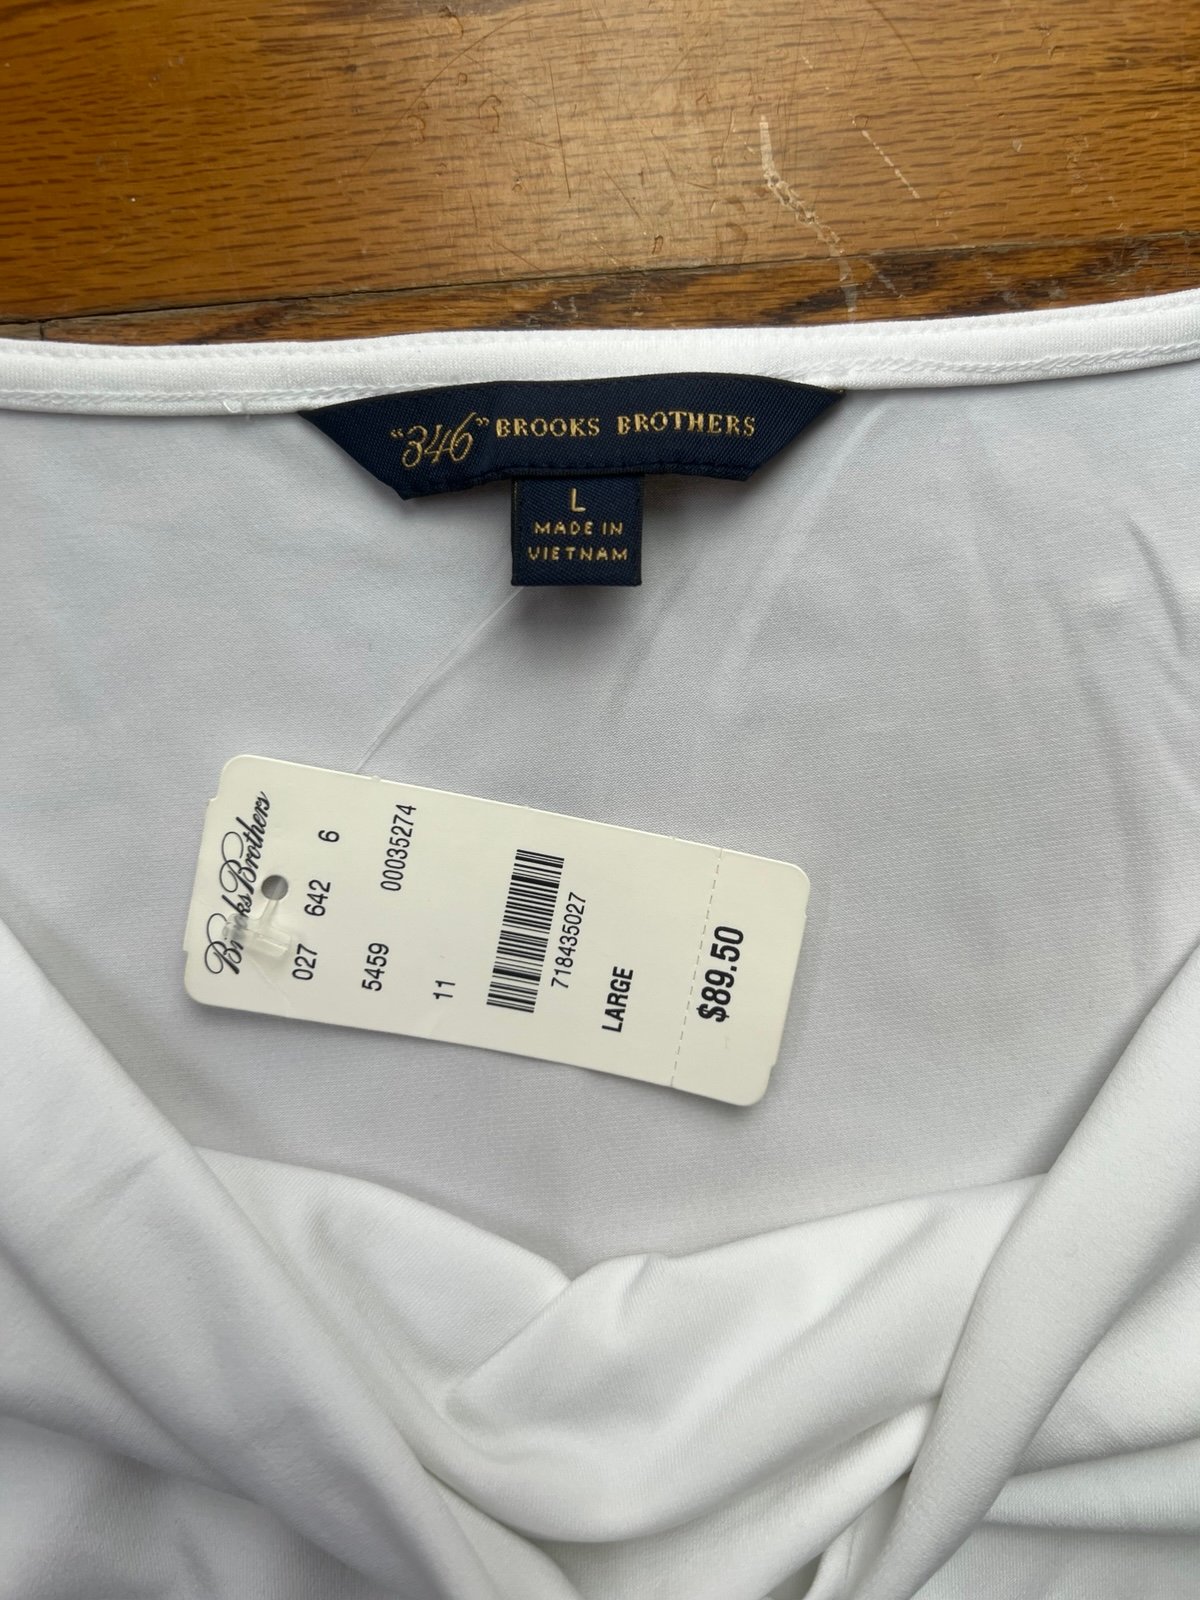 "346" BROOKS BROTHERS
L
MADE IN
VIETNAM
Brooks Brothers
027 642 6
5459 00035274
11
718435027
LARGE
$89.50